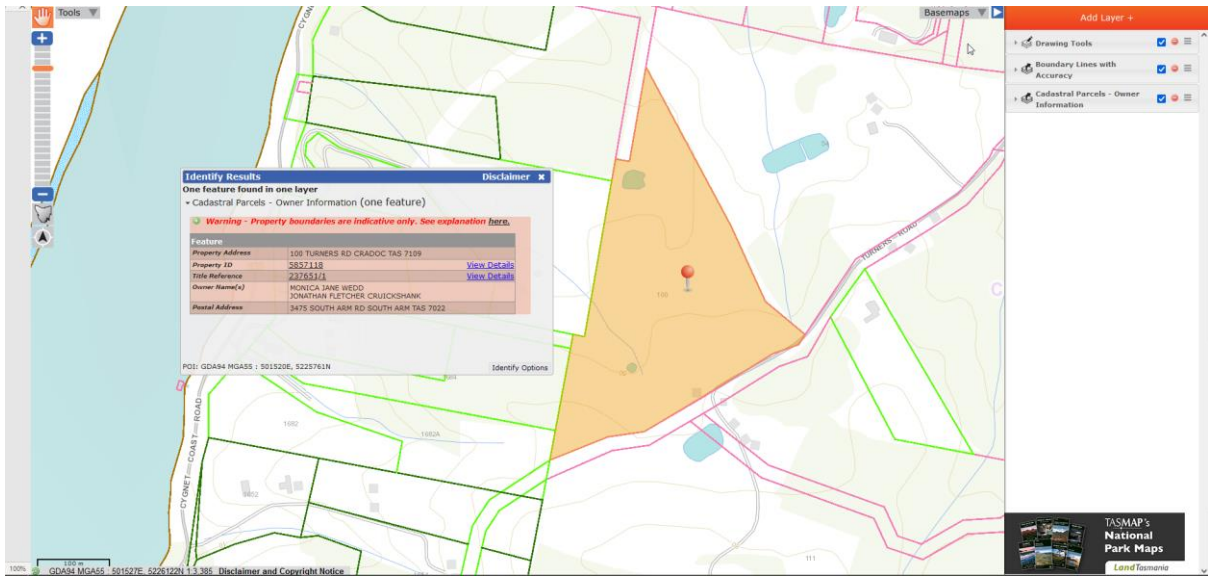 Tools
Basemaps
Add Layer +
Drawing Tools
Boundary Lines with
Accuracy
Cadastral Parcels - Owner
Information
CYGNET
Identify Results Disclaimer
One feature found in one layer
Cadastral Parcels - Owner Information (one feature)
Warning - Property boundaries are indicative only. See explanation here.
Feature
Property Address 100 TURNERS RD CRADOC TAS 7109
Property ID 5857118 View Details
Title Reference 237651/1 View Details
Owner Name(s) MONICA JANE WEDD
JONATHAN FLETCHER CRUICKSHANK
Postal Address 3475 SOUTH ARM RD SOUTH ARM TAS 7022
POI: GDA94 MGA55 : 501520E, 5225761N Identify Options
TURNERS ROAD
100
C
CYGNET COAST ROAD
1682
1682A
111
TASMAP's
National
Park Maps
Land Tasmania
100 m
100%
GDA94 MGA55 : 501527E, 5226122N 1:3,385 Disclaimer and Copyright Notice